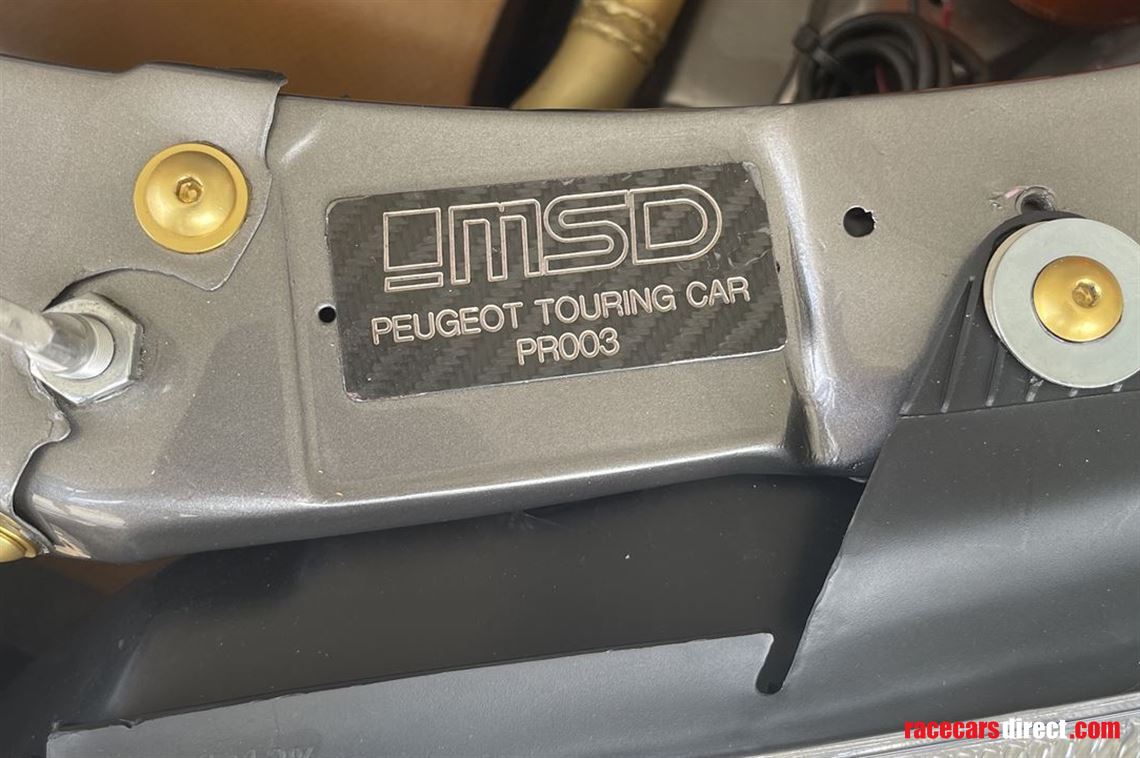 MSD
PEUGEOT TOURING CAR
PR003
racecarsdirect.com